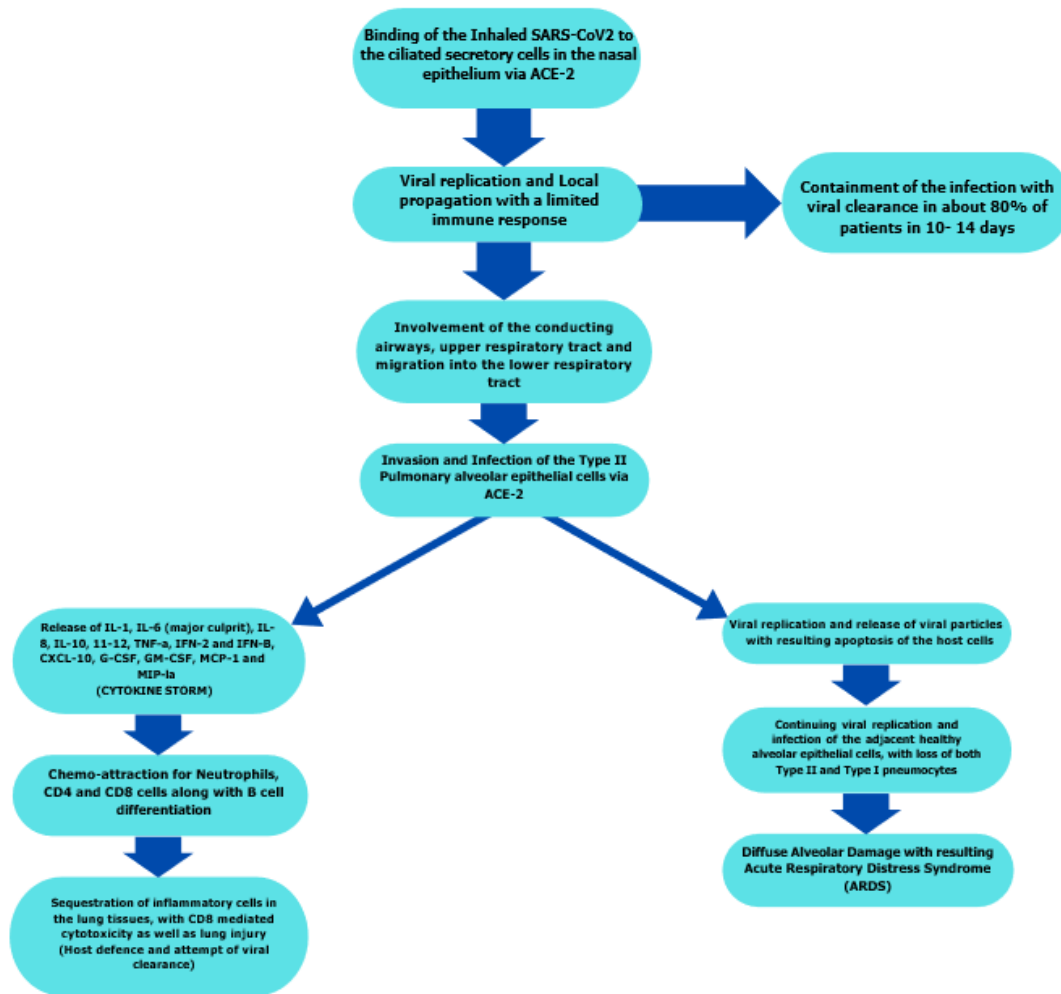 Binding of the Inhaled SARS-CoV2 to
the ciliated secretory cells in the nasal
epithelium via ACE-2
Viral replication and Local
propagation with a limited
immune response
Containment of the infection with
viral clearance in about 80% of
patients in 10- 14 days
Involvement of the conducting
airways, upper respiratory tract and
migration into the lower respiratory
tract
Invasion and Infection of the Type II
Pulmonary alveolar epithelial cells via
ACE-2
Release of IL-1, IL-6 (major culprit), IL-
8, IL-10, 11-12, TNF-a, IFN-2 and IFN-B,
CXCL-10, G-CSF, GM-CSF, MCP-1 and
MIP-la
(CYTOKINE STORM)
Chemo-attraction for Neutrophils,
CD4 and CD8 cells along with B cell
differentiation
Sequestration of inflammatory cells in
the lung tissues, with CD8 mediated
cytotoxicity as well as lung injury
(Host defence and attempt of viral
clearance)
Viral replication and release of viral particles
with resulting apoptosis of the host cells
Continuing viral replication and
infection of the adjacent healthy
alveolar epithelial cells, with loss of both
Type II and Type I pneumocytes
Diffuse Alveolar Damage with resulting
Acute Respiratory Distress Syndrome
(ARDS)